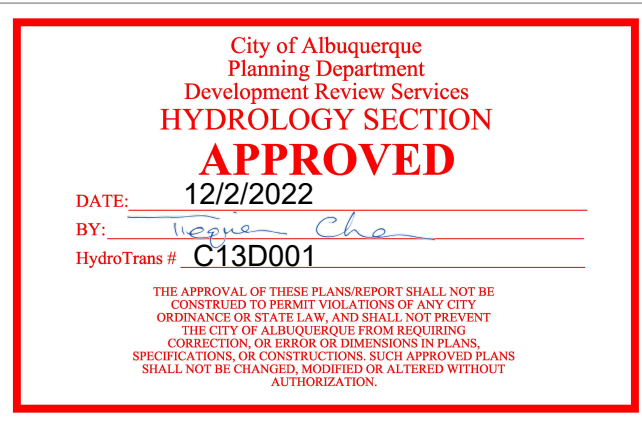 City of Albuquerque
Planning Department
Development Review Services
HYDROLOGY SECTION
APPROVED
DATE: 12/2/2022
BY:
HydroTrans # C13D001
THE APPROVAL OF THESE PLANS/REPORT SHALL NOT BE
CONSTRUED TO PERMIT VIOLATIONS OF ANY CITY
ORDINANCE OR STATE LAW, AND SHALL NOT PREVENT
THE CITY OF ALBUQUERQUE FROM REQUIRING
CORRECTION, OR ERROR OR DIMENSIONS IN PLANS,
SPECIFICATIONS, OR CONSTRUCTIONS. SUCH APPROVED PLANS
SHALL NOT BE CHANGED, MODIFIED OR ALTERED WITHOUT
AUTHORIZATION.